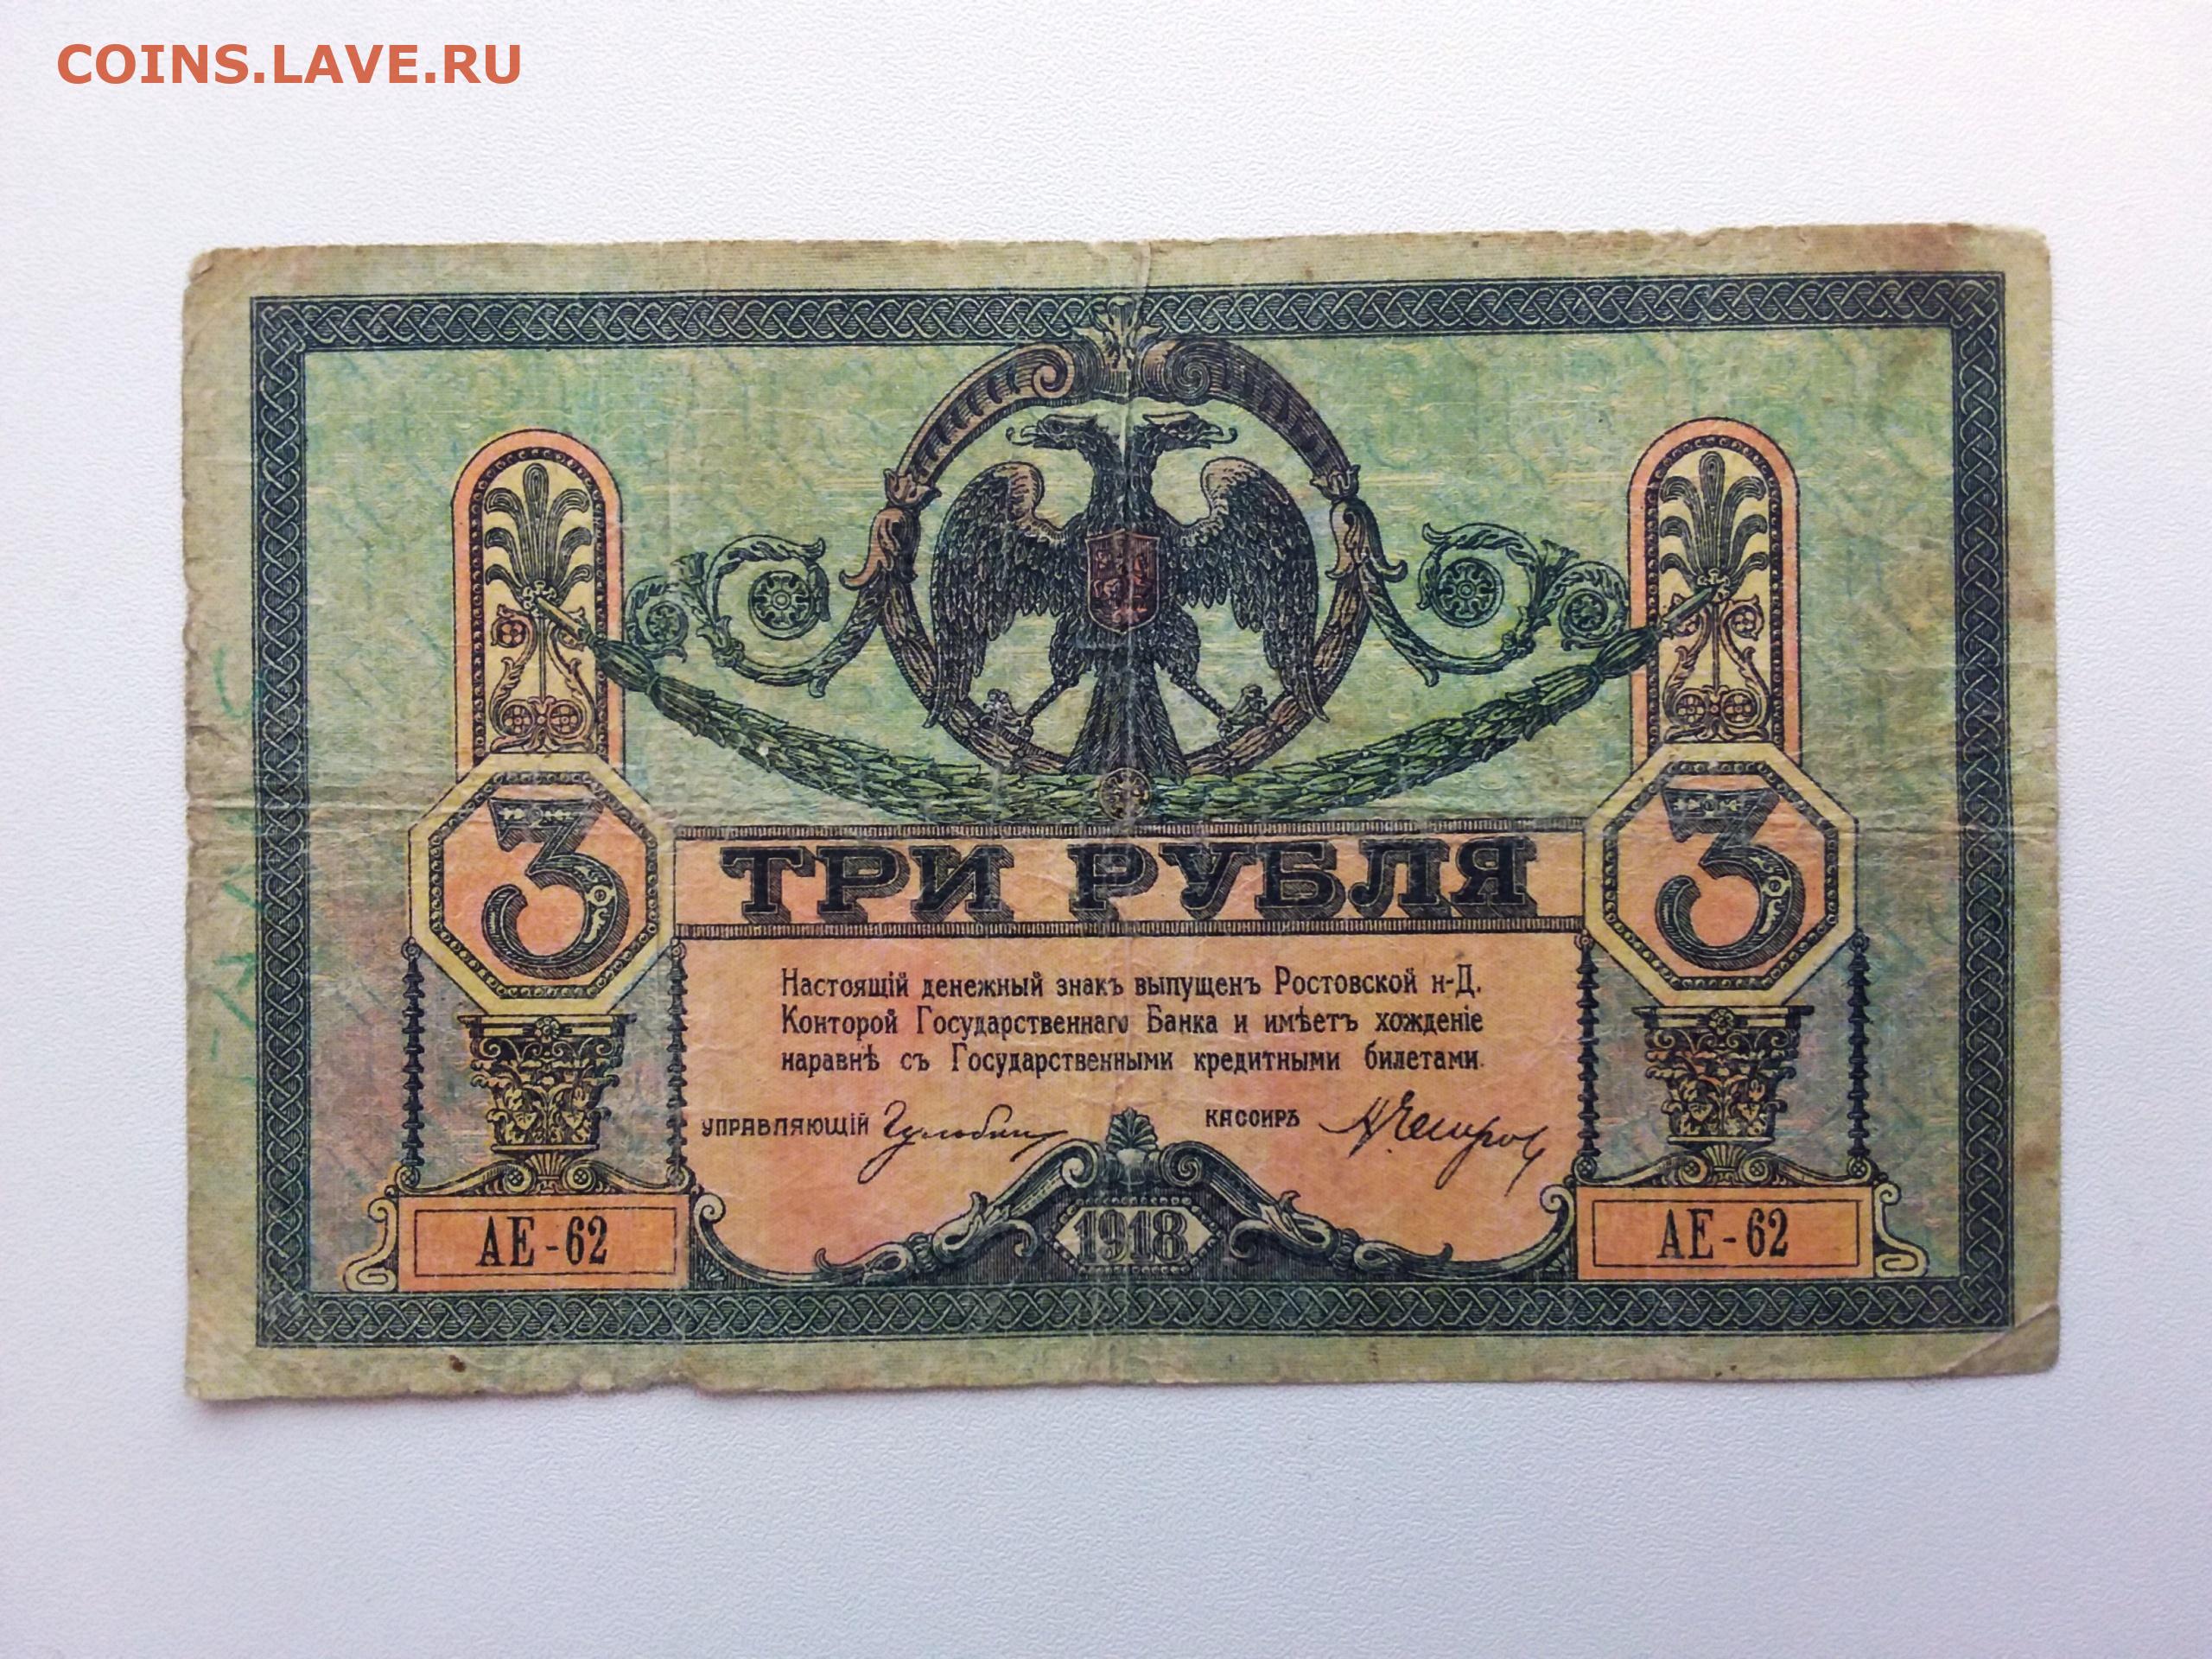 COINS.LAVE.RU
3
3
ТРИ РУБЛЯ
Настоящій денежный знакъ выпущенъ Ростовской н-Д.
Конторой Государственнаго Банка и имѣетъ хожденіе
наравнѣ съ Государственными кредитными билетами.
УПРАВЛЯЮЩІЙ
КАССИРЪ
АЕ-62
1918
АЕ-62